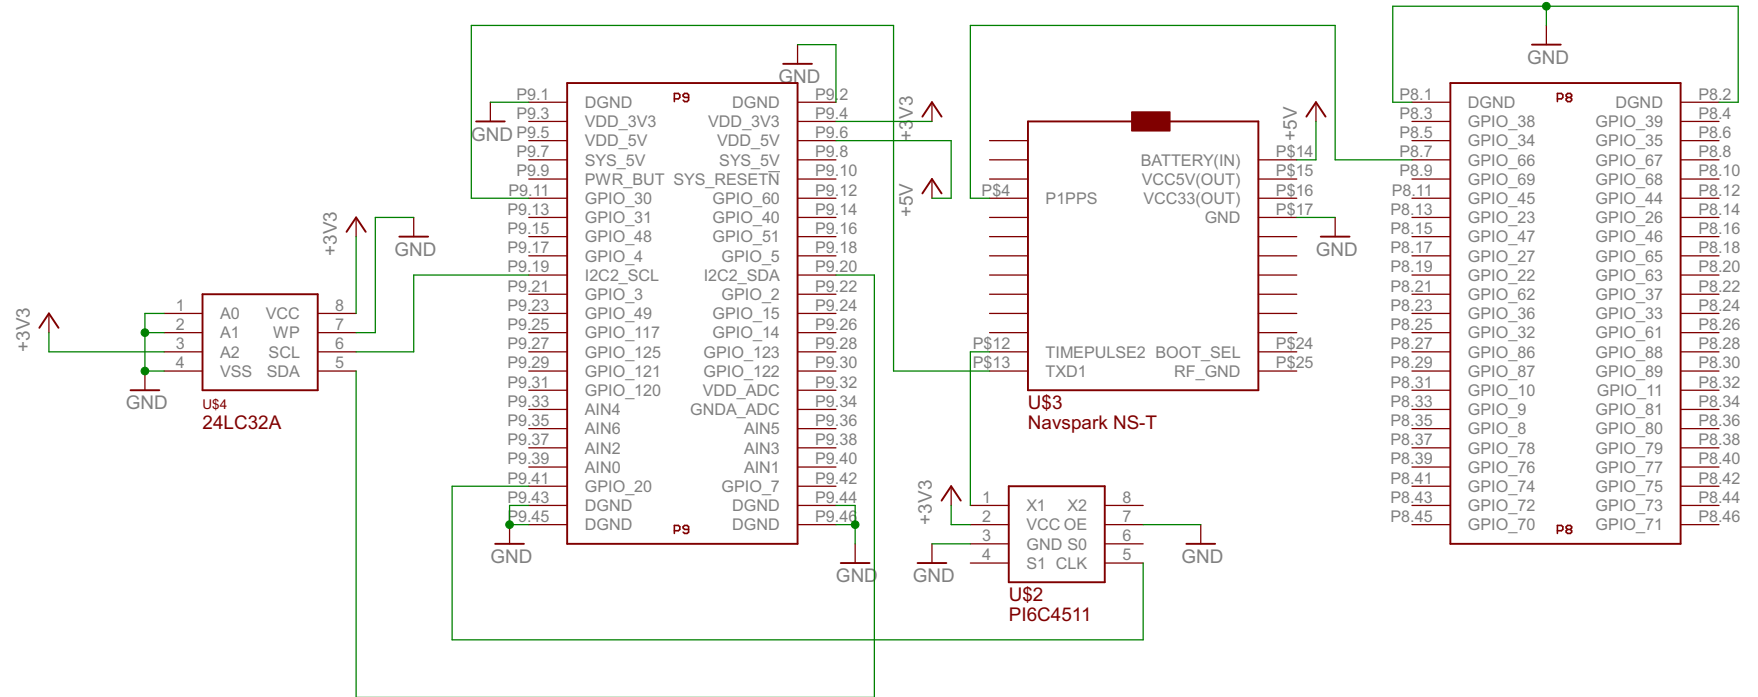 +3V3
1 A0 VCC 8
2 A1 WP 7
3 A2 SCL 6
4 VSS SDA 5
GND
+3V3
GND
U$4
24LC32A
GND
GND
+3V3
+5V
P9
P9.1 DGND DGND P9.2
P9.3 VDD_3V3 VDD_3V3 P9.4
P9.5 VDD_5V VDD_5V P9.6
P9.7 SYS_5V SYS_5V P9.8
P9.9 PWR_BUT SYS_RESETN P9.10
P9.11 GPIO_30 GPIO_60 P9.12
P9.13 GPIO_31 GPIO_40 P9.14
P9.15 GPIO_48 GPIO_51 P9.16
P9.17 GPIO_4 GPIO_5 P9.18
P9.19 I2C2_SCL I2C2_SDA P9.20
P9.21 GPIO_3 GPIO_2 P9.22
P9.23 GPIO_49 GPIO_15 P9.24
P9.25 GPIO_117 GPIO_14 P9.26
P9.27 GPIO_125 GPIO_123 P9.28
P9.29 GPIO_121 GPIO_122 P9.30
P9.31 GPIO_120 VDD_ADC P9.32
P9.33 AIN4 GNDA_ADC P9.34
P9.35 AIN6 AIN5 P9.36
P9.37 AIN2 AIN3 P9.38
P9.39 AIN0 AIN1 P9.40
P9.41 GPIO_20 GPIO_7 P9.42
P9.43 DGND DGND P9.44
P9.45 DGND DGND P9.46
P9
GND
GND
+5V
BATTERY(IN) P$14
VCC5V(OUT) P$15
P$4 P1PPS VCC33(OUT) P$16
GND P$17
GND
P$12 TIMEPULSE2 BOOT_SEL P$24
P$13 TXD1 RF_GND P$25
U$3
Navspark NS-T
+3V3
1 X1 X2 8
2 VCC OE 7
3 GND S0 6
4 S1 CLK 5
GND
GND
U$2
PI6C4511
GND
P8
P8.1 DGND DGND P8.2
P8.3 GPIO_38 GPIO_39 P8.4
P8.5 GPIO_34 GPIO_35 P8.6
P8.7 GPIO_66 GPIO_67 P8.8
P8.9 GPIO_69 GPIO_68 P8.10
P8.11 GPIO_45 GPIO_44 P8.12
P8.13 GPIO_23 GPIO_26 P8.14
P8.15 GPIO_47 GPIO_46 P8.16
P8.17 GPIO_27 GPIO_65 P8.18
P8.19 GPIO_22 GPIO_63 P8.20
P8.21 GPIO_62 GPIO_37 P8.22
P8.23 GPIO_36 GPIO_33 P8.24
P8.25 GPIO_32 GPIO_61 P8.26
P8.27 GPIO_86 GPIO_88 P8.28
P8.29 GPIO_87 GPIO_89 P8.30
P8.31 GPIO_10 GPIO_11 P8.32
P8.33 GPIO_9 GPIO_81 P8.34
P8.35 GPIO_8 GPIO_80 P8.36
P8.37 GPIO_78 GPIO_79 P8.38
P8.39 GPIO_76 GPIO_77 P8.40
P8.41 GPIO_74 GPIO_75 P8.42
P8.43 GPIO_72 GPIO_73 P8.44
P8.45 GPIO_70 GPIO_71 P8.46
P8